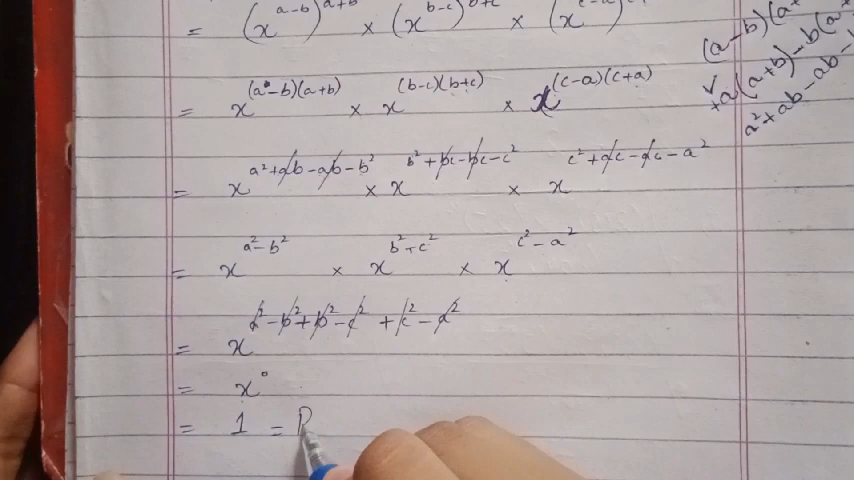 = (x^{a-b})^{a+b} × (x^{b-c})^{b+c} × (x^{c-a})
= x^{(a-b)(a+b)} × x^{(b-c)(b+c)} × x^{(c-a)(c+a)}
= x^{a²+ab-ab-b²} × x^{b²+bc-bc-c²} × x^{c²+ac-ac-a²}
= x^{a²-b²} × x^{b²-c²} × x^{c²-a²}
= x^{a²-b²+b²-c²+c²-a²}
= x°
= 1 = R
(a-b)(a+
+a(a+b)-b(a+
a²+ab-ab-